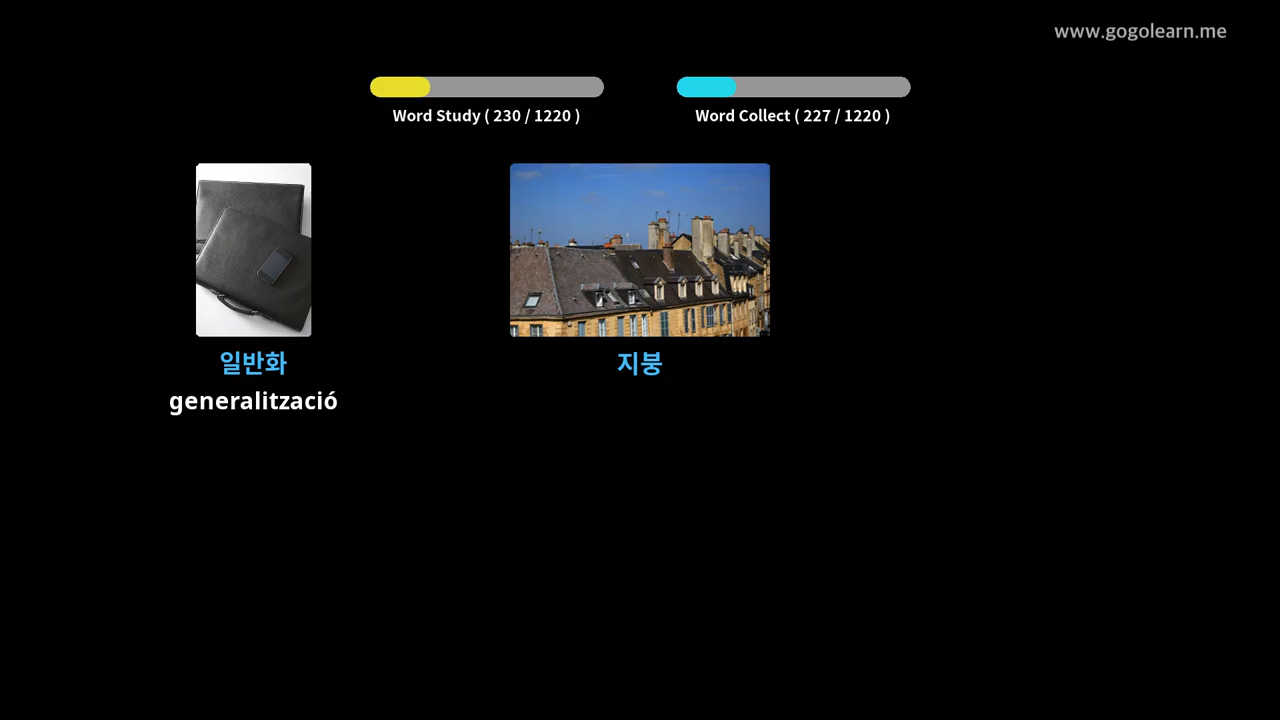 www.gogolearn.me
Word Study ( 230 / 1220 )
Word Collect ( 227 / 1220 )
일반화
지붕
generalització